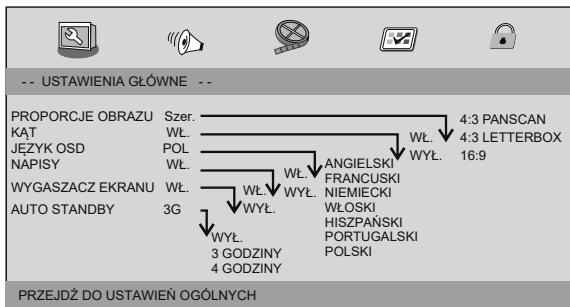 -- USTAWIENIA GŁÓWNE --
PROPORCJE OBRAZU Szer.
KĄT WŁ.
JĘZYK OSD POL
NAPISY WŁ.
WYGASZACZ EKRANU WŁ.
AUTO STANDBY 3G
4:3 PANSCAN
4:3 LETTERBOX
16:9
WŁ.
WYŁ.
ANGIELSKI
FRANCUSKI
NIEMIECKI
WŁOSKI
HISZPAŃSKI
PORTUGALSKI
POLSKI
WŁ.
WYŁ.
WŁ.
WYŁ.
WYŁ.
3 GODZINY
4 GODZINY
PRZEJDŹ DO USTAWIEŃ OGÓLNYCH